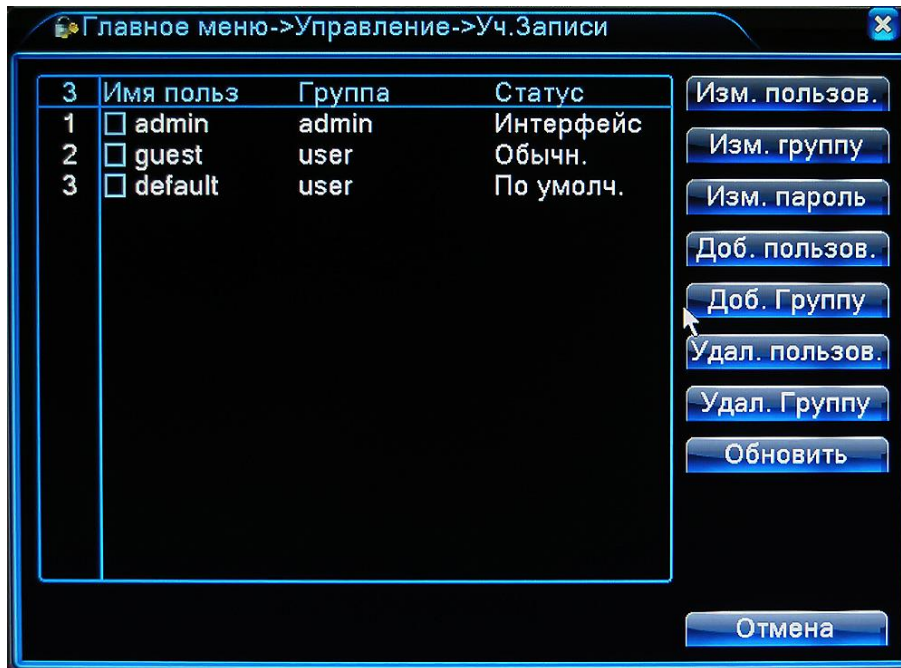 Главное меню->Управление->Уч.Записи
3 Имя польз Группа Статус
1 admin admin Интерфейс
2 guest user Обычн.
3 default user По умолч.
Изм. пользов.
Изм. группу
Изм. пароль
Доб. пользов.
Доб. Группу
Удал. пользов.
Удал. Группу
Обновить
Отмена